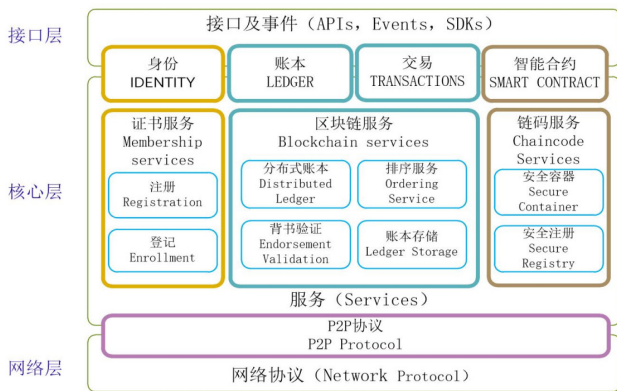 接口层
接口及事件（APIs，Events，SDKs）
身份
IDENTITY
账本
LEDGER
交易
TRANSACTIONS
智能合约
SMART CONTRACT
核心层
证书服务
Membership
services
注册
Registration
登记
Enrollment
区块链服务
Blockchain services
分布式账本
Distributed
Ledger
排序服务
Ordering
Service
背书验证
Endorsement
Validation
账本存储
Ledger Storage
链码服务
Chaincode
Services
安全容器
Secure
Container
安全注册
Secure
Registry
服务（Services）
P2P协议
P2P Protocol
网络层
网络协议（Network Protocol）